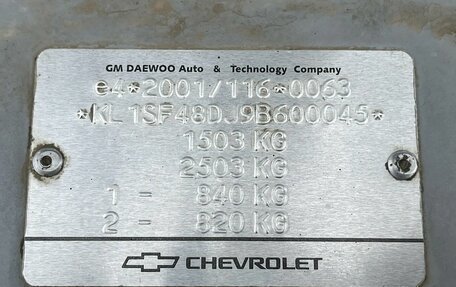 GM DAEWOO Auto & Technology Company
e4*2001/116*0063
*KL1SF48DJ9B600045*
1503 KG
2503 KG
1 - 840 KG
2 - 820 KG
CHEVROLET